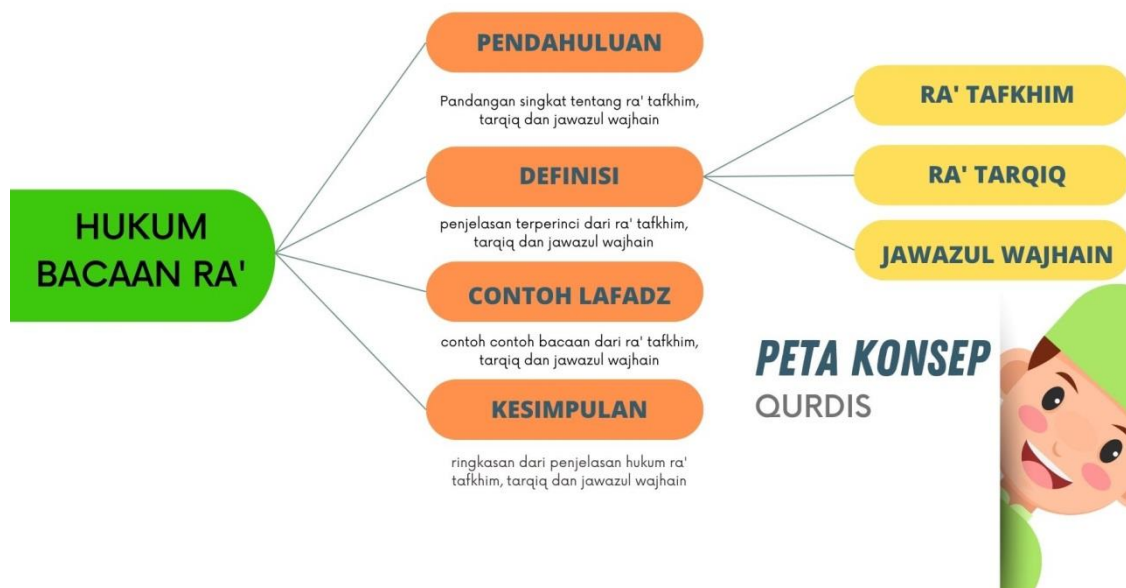 HUKUM
BACAAN RA'
PENDAHULUAN
Pandangan singkat tentang ra' tafkhim,
tarqiq dan jawazul wajhain
DEFINISI
penjelasan terperinci dari ra' tafkhim,
tarqiq dan jawazul wajhain
RA' TAFKHIM
RA' TARQIQ
JAWAZUL WAJHAIN
CONTOH LAFADZ
contoh contoh bacaan dari ra' tafkhim,
tarqiq dan jawazul wajhain
KESIMPULAN
ringkasan dari penjelasan hukum ra'
tafkhim, tarqiq dan jawazul wajhain
PETA KONSEP
QURDIS